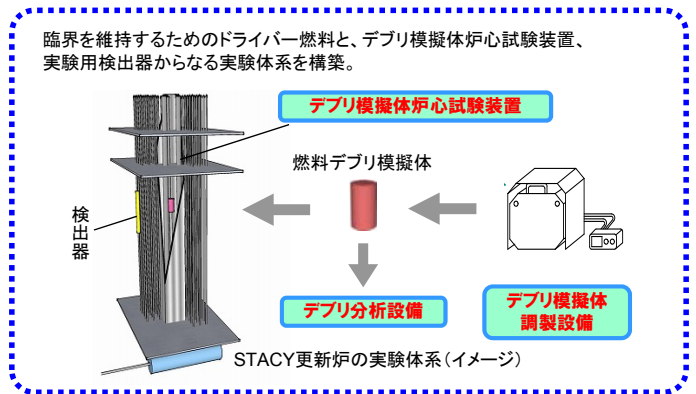 臨界を維持するためのドライバー燃料と、デブリ模擬体炉心試験装置、
実験用検出器からなる実験体系を構築。
デブリ模擬体炉心試験装置
燃料デブリ模擬体
検出器
デブリ分析設備
デブリ模擬体
調製設備
STACY更新炉の実験体系（イメージ）